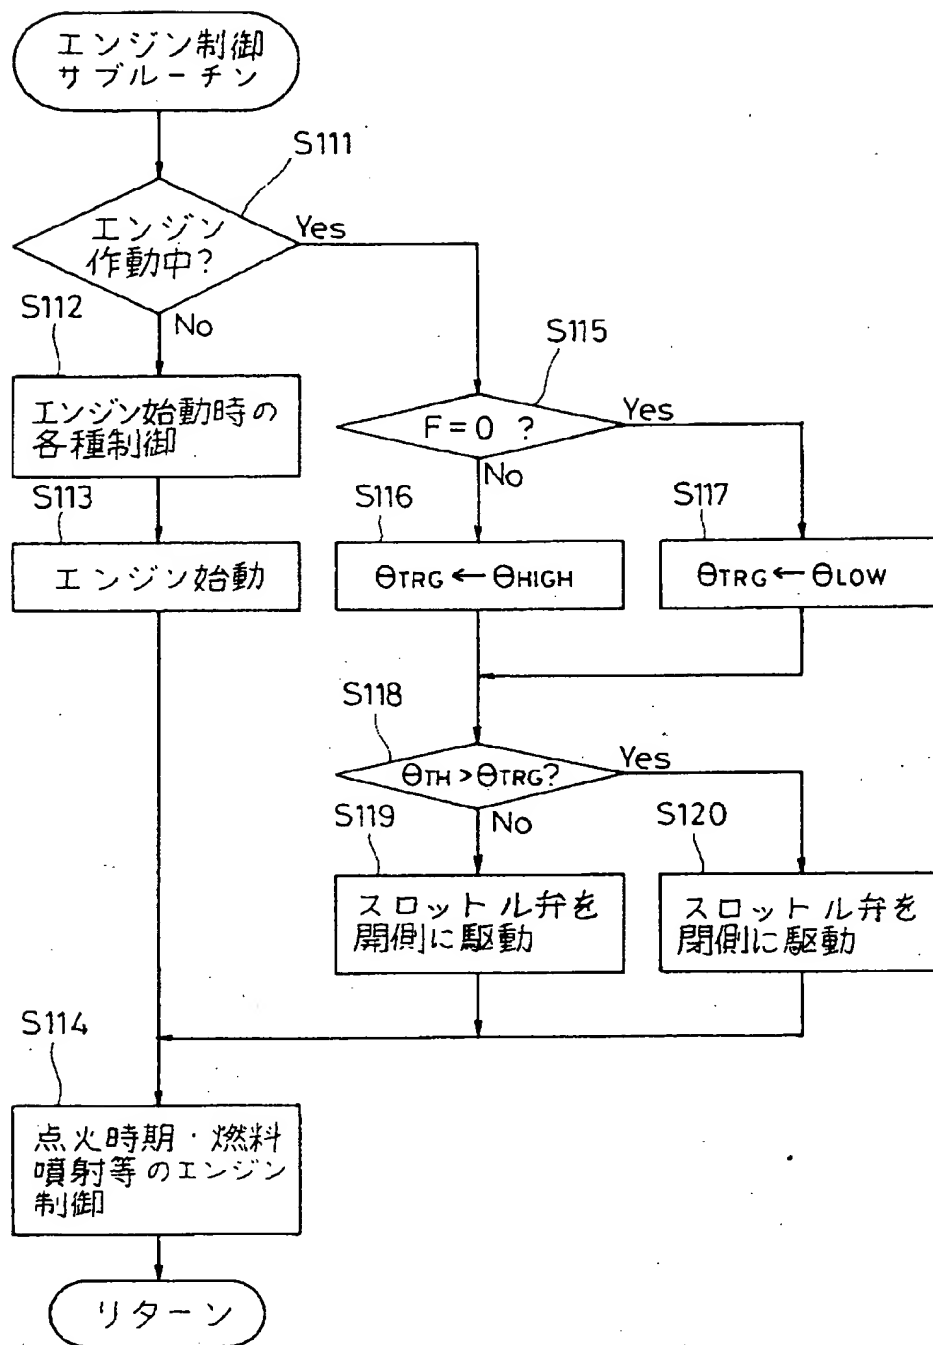 エンジン制御
サブルーチン
S111
エンジン
作動中?
Yes
No
S112
エンジン始動時の
各種制御
S113
エンジン始動
S115
F=0 ?
Yes
No
S116
θTRG ← θHIGH
S117
θTRG ← θLOW
S118
θTH > θTRG?
Yes
No
S119
スロットル弁を
開側に駆動
S120
スロットル弁を
閉側に駆動
S114
点火時期・燃料
噴射等のエンジン
制御
リターン